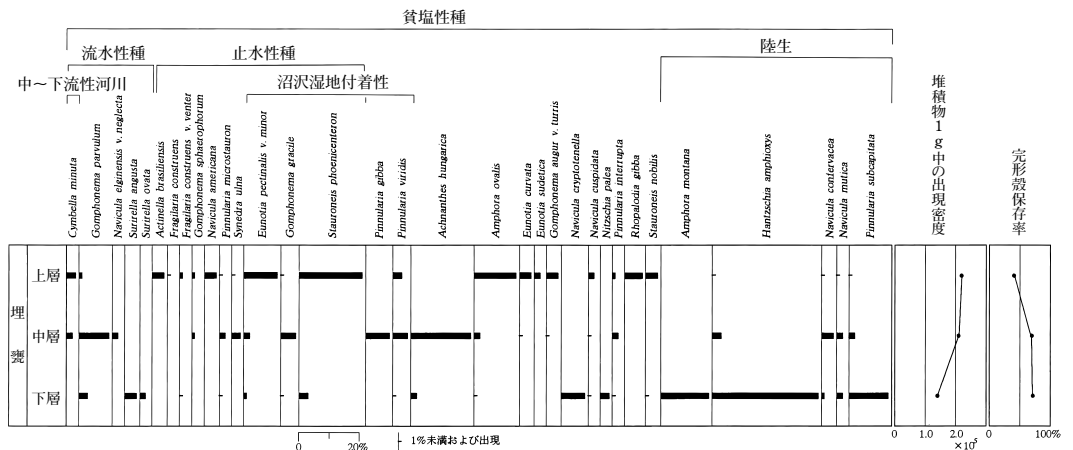 貧塩性種
流水性種
止水性種
陸生
中～下流性河川
沼沢湿地付着性
Cymbella minuta
Gomphonema parvulum
Navicula elginensis v. neglecta
Surirella angusta
Surirella ovata
Actinella brasiliensis
Fragilaria construens
Fragilaria construens v. venter
Gomphonema sphaerophorum
Navicula americana
Pinnularia microstauron
Synedra ulna
Eunotia pectinalis v. minor
Gomphonema gracile
Stauroneis phoenicenteron
Pinnularia gibba
Pinnularia viridis
Achnanthes hungarica
Amphora ovalis
Eunotia curvata
Eunotia sudetica
Gomphonema augur v. turris
Navicula cryptenella
Navicula cuspidata
Nitzschia palea
Pinnularia interrupta
Rhopalodia gibba
Stauroneis nobilis
Amphora montana
Hantzschia amphioxys
Navicula contervacea
Navicula mutica
Pinnularia subcapitata
堆積物1g中の出現密度
完形殻保存率
埋甕
上層
中層
下層
0 20%
1%未満および出現
0 1.0 2.0
×10⁵
0 100%